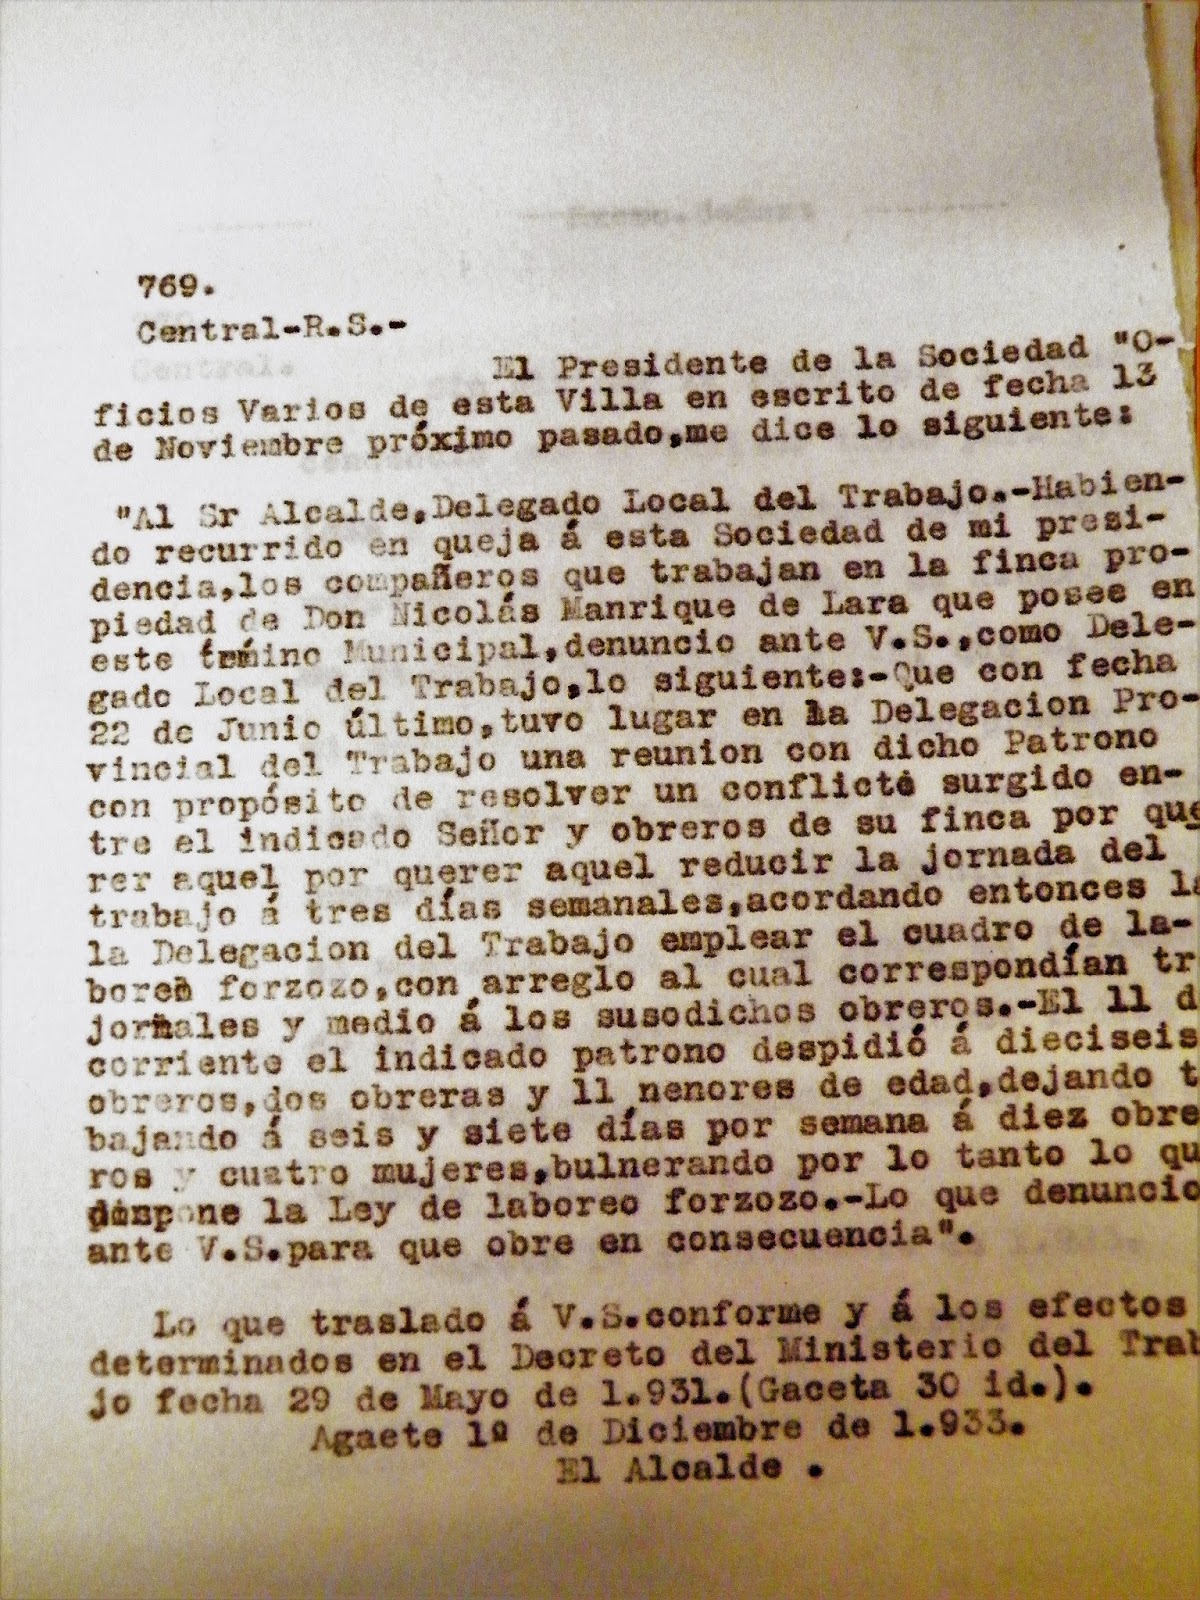 769.
Central-R.S.-
El Presidente de la Sociedad "O-
ficios Varios de esta Villa en escrito de fecha 13
de Noviembre próximo pasado,me dice lo siguiente:
"Al Sr Alcalde,Delegado Local del Trabajo.-Habien-
do recurrido en queja á esta Sociedad de mi presi-
dencia,los compañeros que trabajan en la finca pro-
piedad de Don Nicolás Manrique de Lara que posee en
este término Municipal,denuncio ante V.S.,como Dele-
gado Local del Trabajo,lo siguiente:-Que con fecha
22 de Junio último,tuvo lugar en la Delegacion Pro-
vincial del Trabajo una reunion con dicho Patrono
con propósito de resolver un conflicto surgido en-
tre el indicado Señor y obreros de su finca por que
rer aquel por querer aquel reducir la jornada del
trabajo á tres días semanales,acordando entonces la
la Delegacion del Trabajo emplear el cuadro de la-
boreo forzozo,con arreglo al cual correspondían tr
jornales y medio á los susodichos obreros.-El 11 d
corriente el indicado patrono despidió á dieciseis
obreros,dos obreras y 11 nenores de edad,dejando t
bajando á seis y siete días por semana á diez obre
ros y cuatro mujeres,bulnerando por lo tanto lo qu
dispone la Ley de laboreo forzozo.-Lo que denuncio
ante V.S.para que obre en consecuencia".
Lo que traslado á V.S.conforme y á los efectos
determinados en el Decreto del Ministerio del Trab
jo fecha 29 de Mayo de 1.931.(Gaceta 30 id.).
Agaete 1º de Diciembre de 1.933.
El Alcalde .